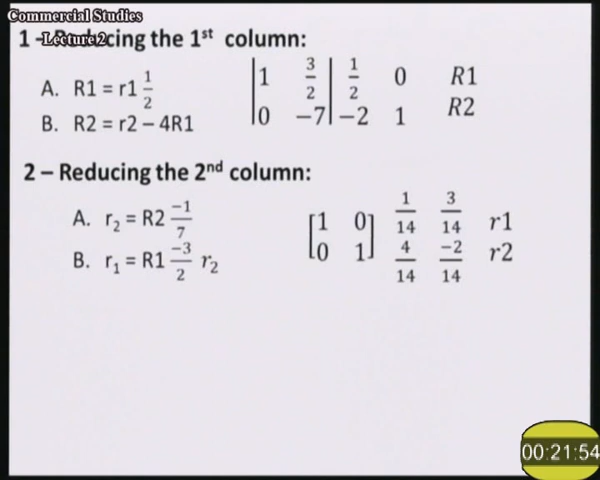 Commercial Studies
Lecture 2
1 – Reducing the 1st column:
A. R1 = r1 1/2
B. R2 = r2 – 4R1
|1 3/2| 1/2 0 R1
|0 −7| −2 1 R2
2 – Reducing the 2nd column:
A. r₂ = R2 −1/7
B. r₁ = R1 −3/2 r₂
[1 0] 1/14 3/14 r1
[0 1] 4/14 −2/14 r2
00:21:54